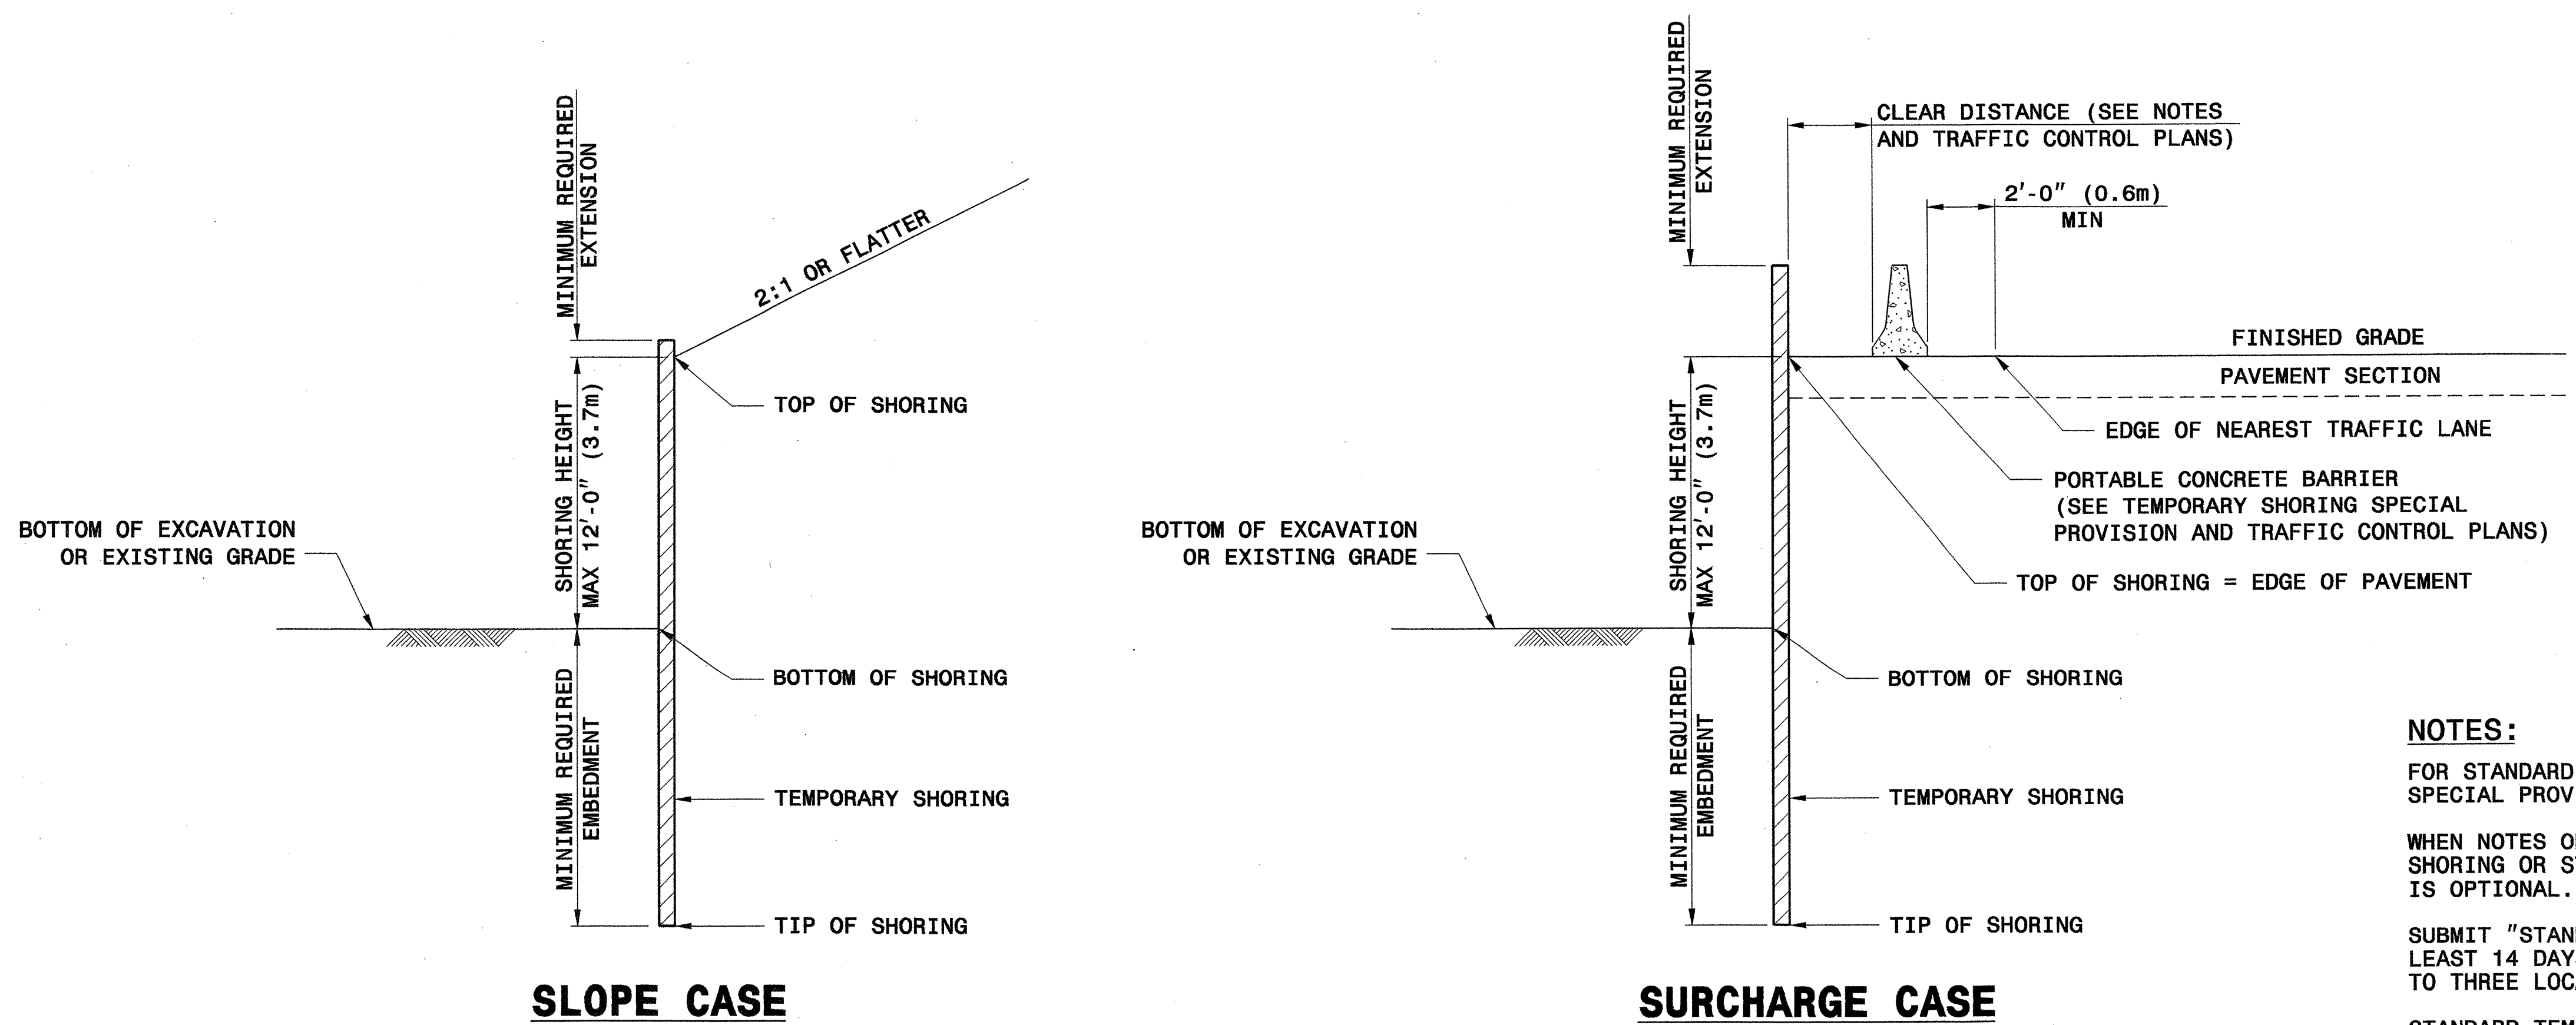 MINIMUM REQUIRED
EXTENSION
2:1 OR FLATTER
SHORING HEIGHT
MAX 12'-0" (3.7m)
TOP OF SHORING
BOTTOM OF EXCAVATION
OR EXISTING GRADE
BOTTOM OF SHORING
MINIMUM REQUIRED
EMBEDMENT
TEMPORARY SHORING
TIP OF SHORING
SLOPE CASE
MINIMUM REQUIRED
EXTENSION
CLEAR DISTANCE (SEE NOTES
AND TRAFFIC CONTROL PLANS)
2'-0" (0.6m)
MIN
FINISHED GRADE
PAVEMENT SECTION
EDGE OF NEAREST TRAFFIC LANE
PORTABLE CONCRETE BARRIER
(SEE TEMPORARY SHORING SPECIAL
PROVISION AND TRAFFIC CONTROL PLANS)
TOP OF SHORING = EDGE OF PAVEMENT
SHORING HEIGHT
MAX 12'-0" (3.7m)
BOTTOM OF EXCAVATION
OR EXISTING GRADE
BOTTOM OF SHORING
MINIMUM REQUIRED
EMBEDMENT
TEMPORARY SHORING
TIP OF SHORING
SURCHARGE CASE
NOTES:
FOR STANDARD
SPECIAL PROV
WHEN NOTES
SHORING OR
IS OPTIONAL.
SUBMIT "STAN
LEAST 14 DAY
TO THREE LOC